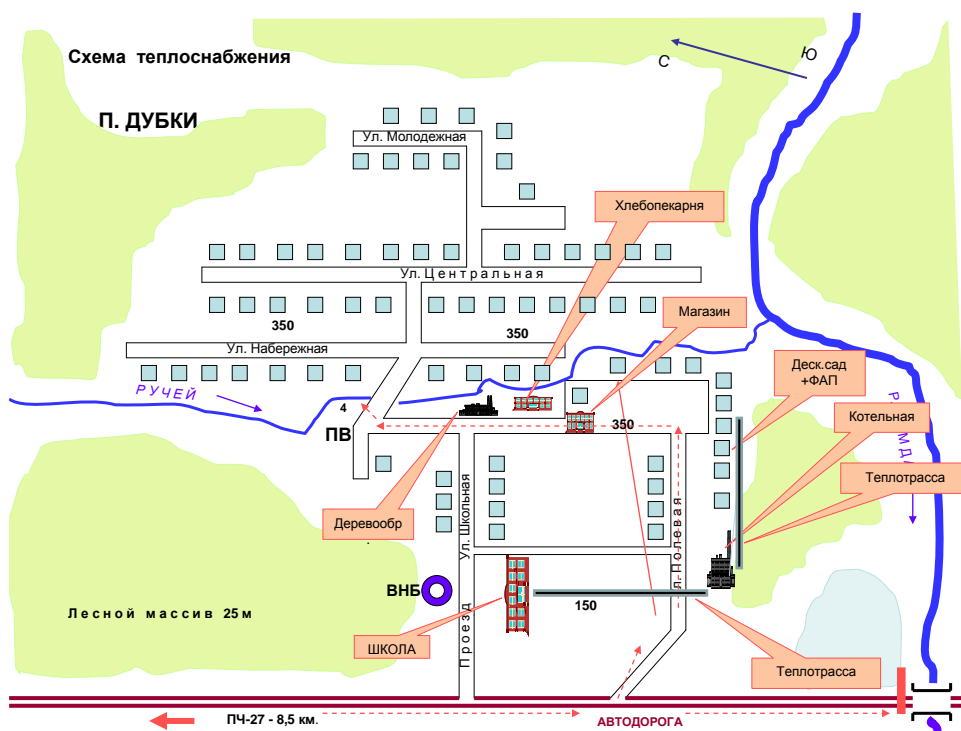 Схема теплоснабжения
С
Ю
П. ДУБКИ
Ул. Молодежная
Хлебопекарня
Ул. Центральная
350
350
Магазин
Ул. Набережная
Деск.сад
+ФАП
РУЧЕЙ
4
ПВ
350
Котельная
Теплотрасса
Деревообр
Ул. Школьная
ВНБ
150
Лесной массив 25м
Проезд
ШКОЛА
Теплотрасса
ПЧ-27 - 8,5 км.
АВТОДОРОГА